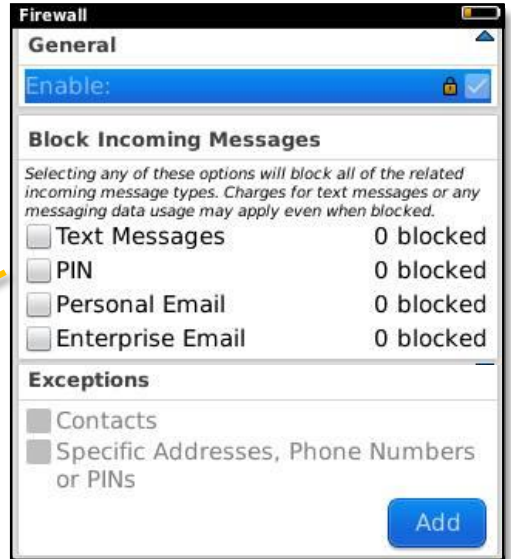 Firewall
General
Enable:
Block Incoming Messages
Selecting any of these options will block all of the related
incoming message types. Charges for text messages or any
messaging data usage may apply even when blocked.
Text Messages 0 blocked
PIN 0 blocked
Personal Email 0 blocked
Enterprise Email 0 blocked
Exceptions
Contacts
Specific Addresses, Phone Numbers
or PINs
Add